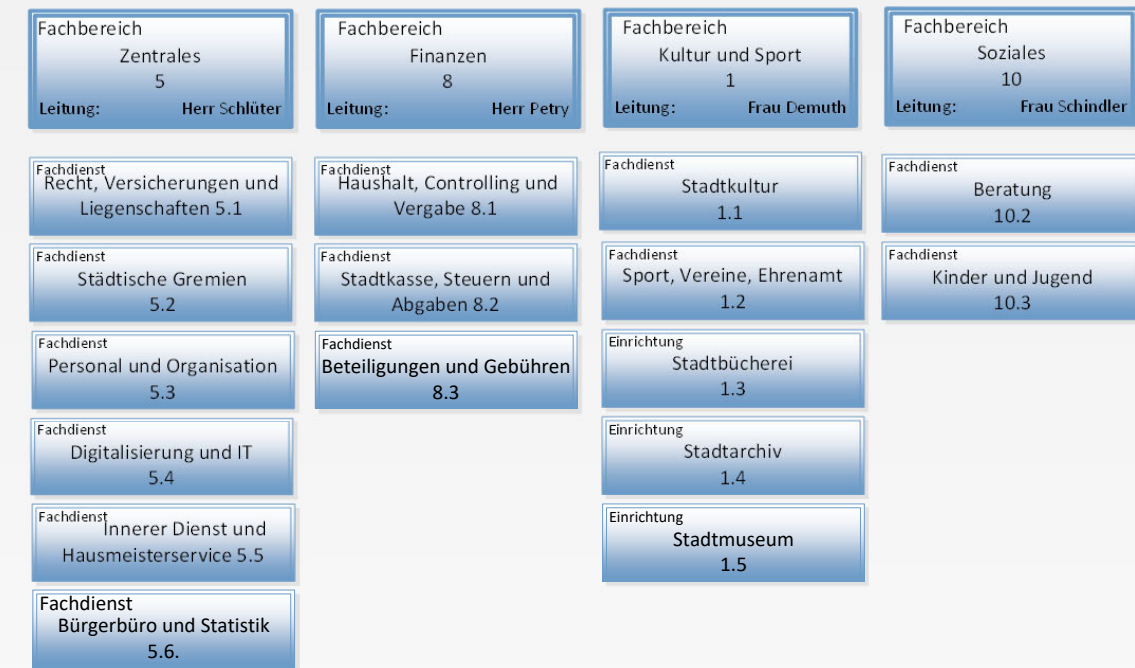 Fachbereich
Zentrales
5
Leitung: Herr Schlüter
Fachdienst
Recht, Versicherungen und
Liegenschaften 5.1
Fachdienst
Städtische Gremien
5.2
Fachdienst
Personal und Organisation
5.3
Fachdienst
Digitalisierung und IT
5.4
Fachdienst
Innerer Dienst und
Hausmeisterservice 5.5
Fachdienst
Bürgerbüro und Statistik
5.6.
Fachbereich
Finanzen
8
Leitung: Herr Petry
Fachdienst
Haushalt, Controlling und
Vergabe 8.1
Fachdienst
Stadtkasse, Steuern und
Abgaben 8.2
Fachdienst
Beteiligungen und Gebühren
8.3
Fachbereich
Kultur und Sport
1
Leitung: Frau Demuth
Fachdienst
Stadtkultur
1.1
Fachdienst
Sport, Vereine, Ehrenamt
1.2
Einrichtung
Stadtbücherei
1.3
Einrichtung
Stadtarchiv
1.4
Einrichtung
Stadtmuseum
1.5
Fachbereich
Soziales
10
Leitung: Frau Schindler
Fachdienst
Beratung
10.2
Fachdienst
Kinder und Jugend
10.3